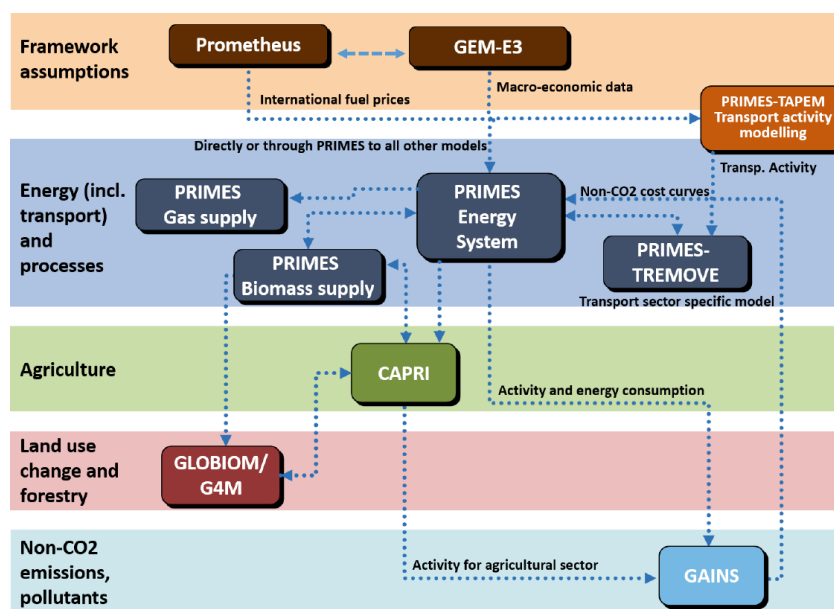 Framework
assumptions
Prometheus
GEM-E3
International fuel prices
Macro-economic data
PRIMES-TAPEM
Transport activity
modelling
Directly or through PRIMES to all other models
Transp. Activity
Energy (incl.
transport) and
processes
PRIMES
Gas supply
PRIMES
Energy
System
Non-CO2 cost curves
PRIMES
Biomass supply
PRIMES-
TREMOVE
Transport sector specific model
Agriculture
CAPRI
Activity and energy consumption
Land use
change and
forestry
GLOBIOM/
G4M
Non-CO2
emissions,
pollutants
Activity for agricultural sector
GAINS